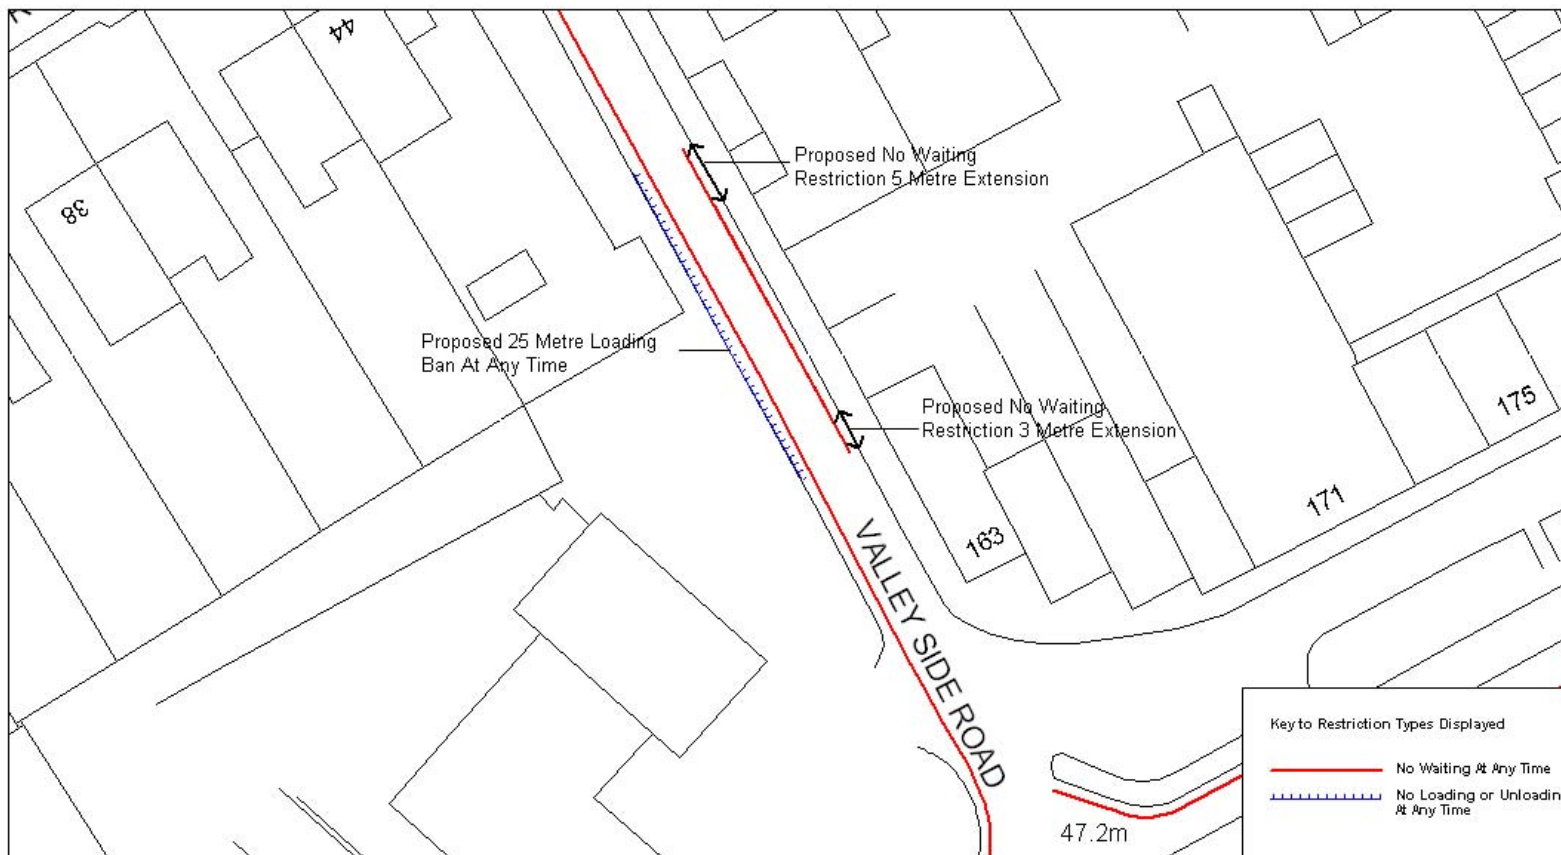 44
38
Proposed No Waiting
Restriction 5 Metre Extension
Proposed 25 Metre Loading
Ban At Any Time
Proposed No Waiting
Restriction 3 Metre Extension
175
171
163
VALLEY SIDE ROAD
Key to Restriction Types Displayed
No Waiting At Any Time
No Loading or Unloadin
At Any Time
47.2m